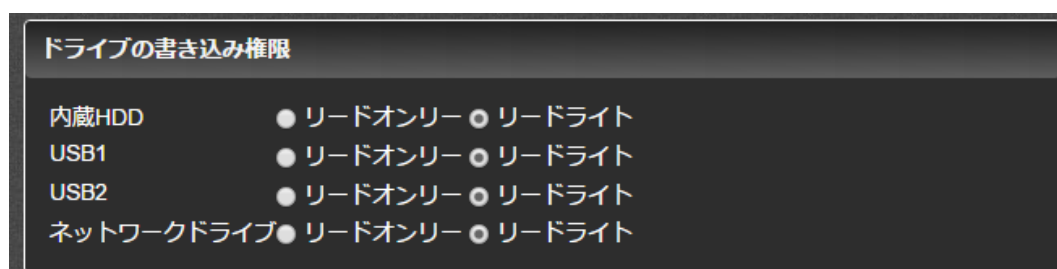 ドライブの書き込み権限
内蔵HDD リードオンリー リードライト
USB1 リードオンリー リードライト
USB2 リードオンリー リードライト
ネットワークドライブ リードオンリー リードライト